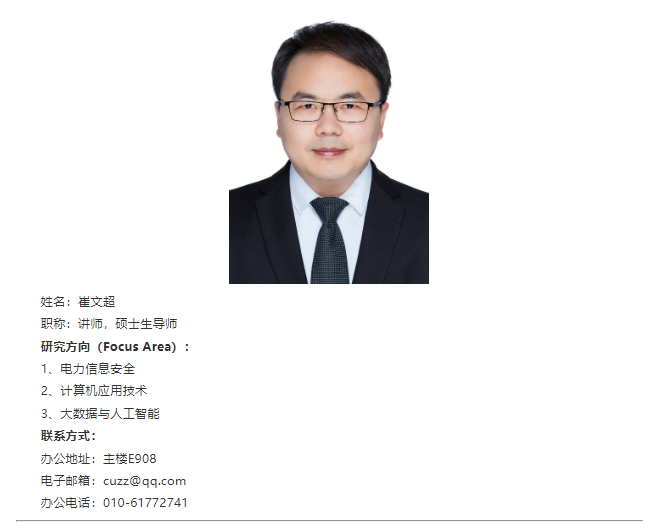 姓名：崔文超
职称：讲师，硕士生导师
研究方向（Focus Area）：
1、电力信息安全
2、计算机应用技术
3、大数据与人工智能
联系方式：
办公地址：主楼E908
电子邮箱：cuzz@qq.com
办公电话：010-61772741